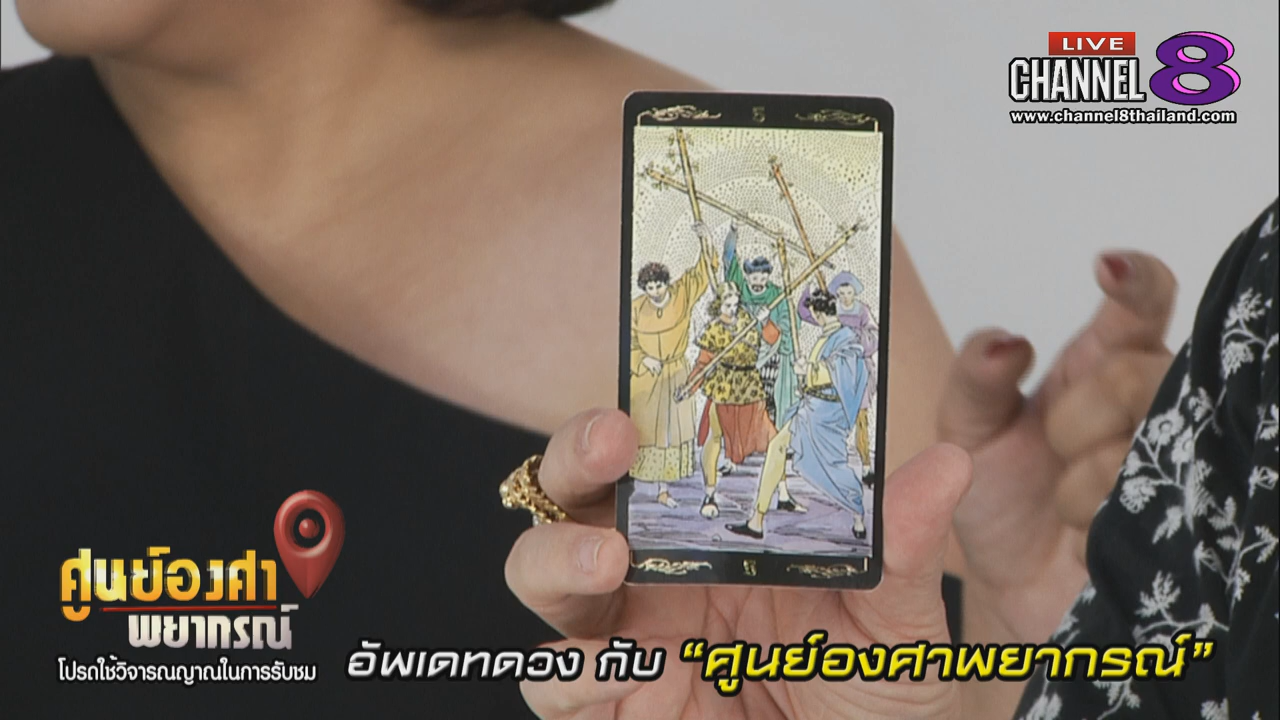 LIVE
CHANNEL 8
www.channel8thailand.com
5
ศูนย์องศา
พยากรณ์
โปรดใช้วิจารณญาณในการรับชม
อัพเดทดวง กับ “ศูนย์องศาพยากรณ์”
5